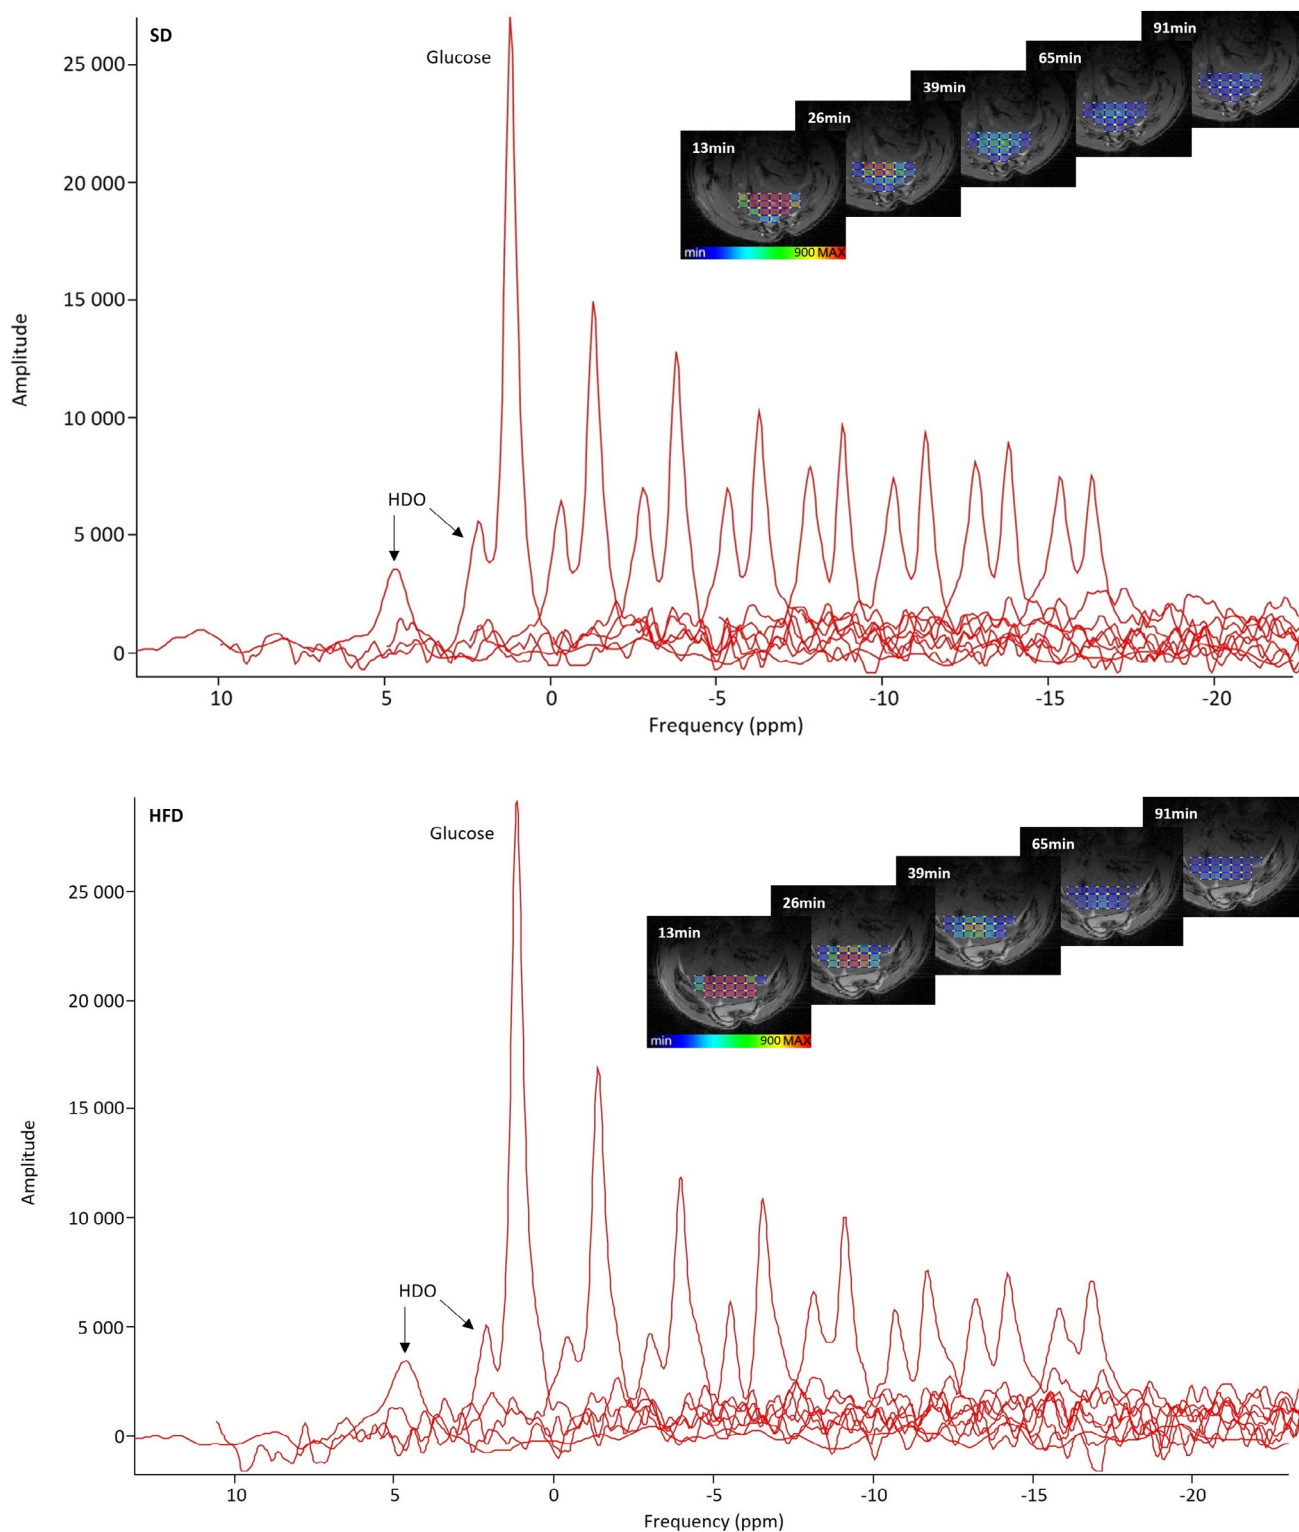 SD
91min
65min
39min
26min
13min
min 900 MAX
Glucose
HDO
25 000
20 000
15 000
10 000
5 000
0
Amplitude
10 5 0 -5 -10 -15 -20
Frequency (ppm)
HFD
91min
65min
39min
26min
13min
min 900 MAX
Glucose
HDO
25 000
20 000
15 000
10 000
5 000
0
Amplitude
10 5 0 -5 -10 -15 -20
Frequency (ppm)